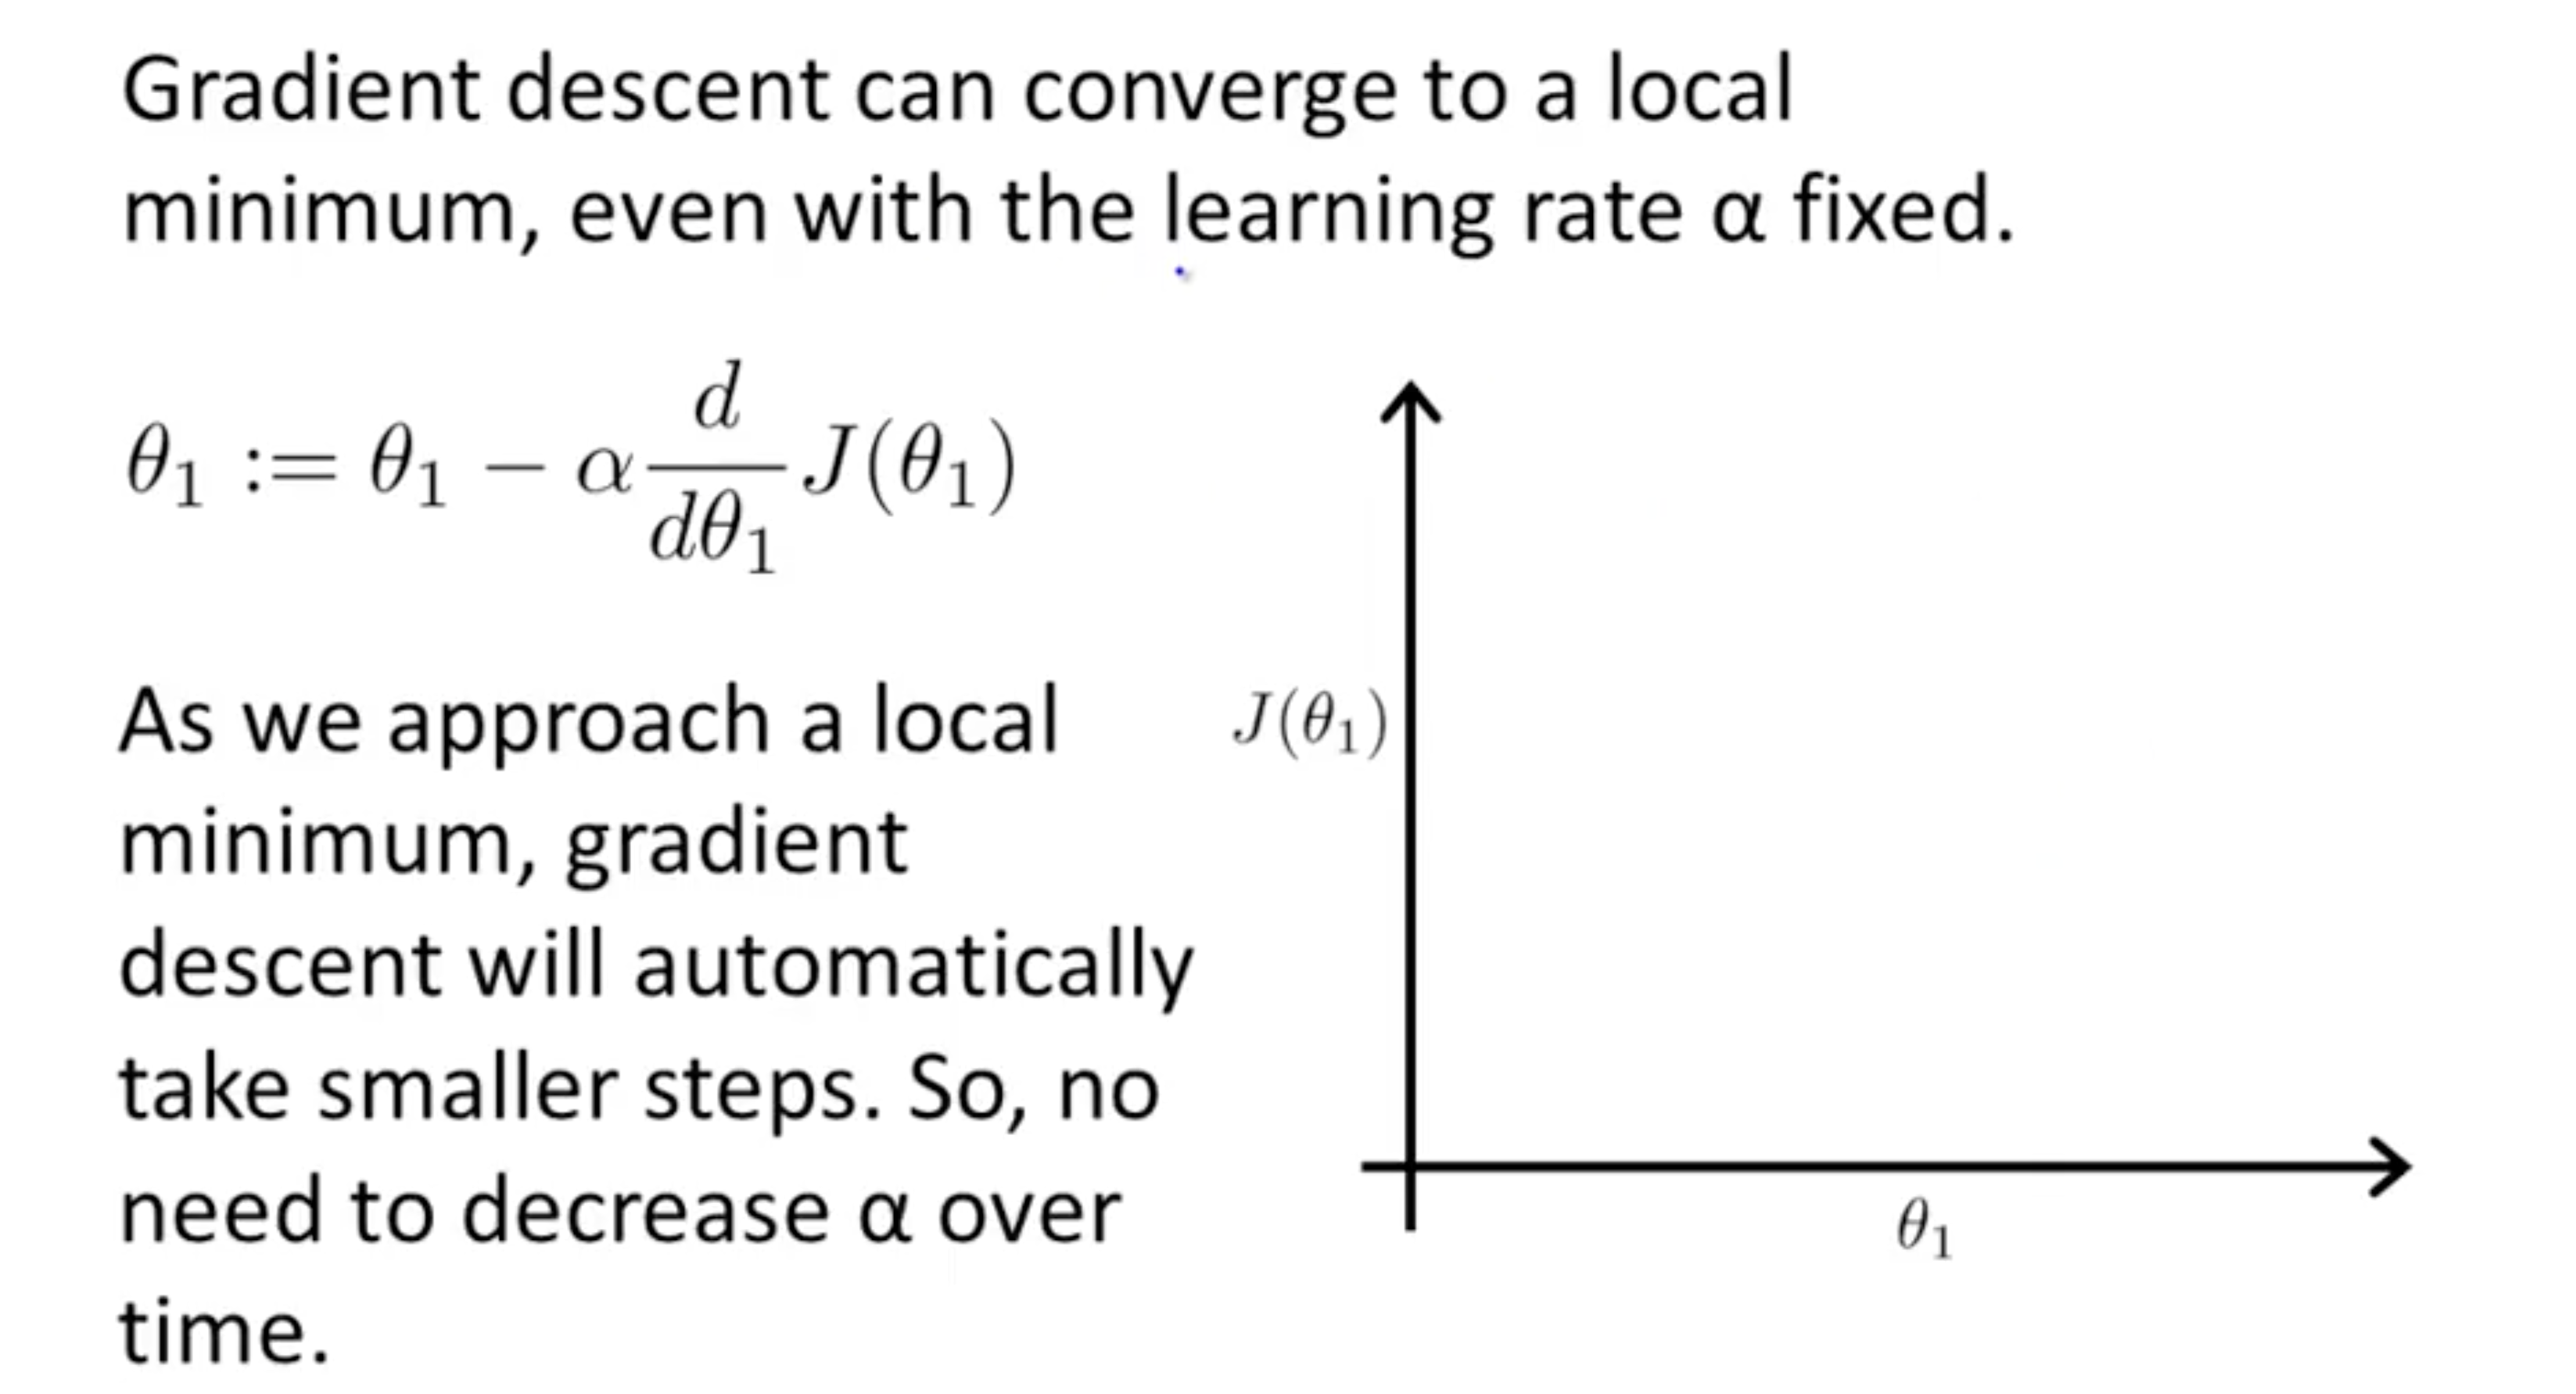 Gradient descent can converge to a local
minimum, even with the learning rate α fixed.
θ₁ := θ₁ − α d/dθ₁ J(θ₁)
As we approach a local
minimum, gradient
descent will automatically
take smaller steps. So, no
need to decrease α over
time.
J(θ₁)
θ₁